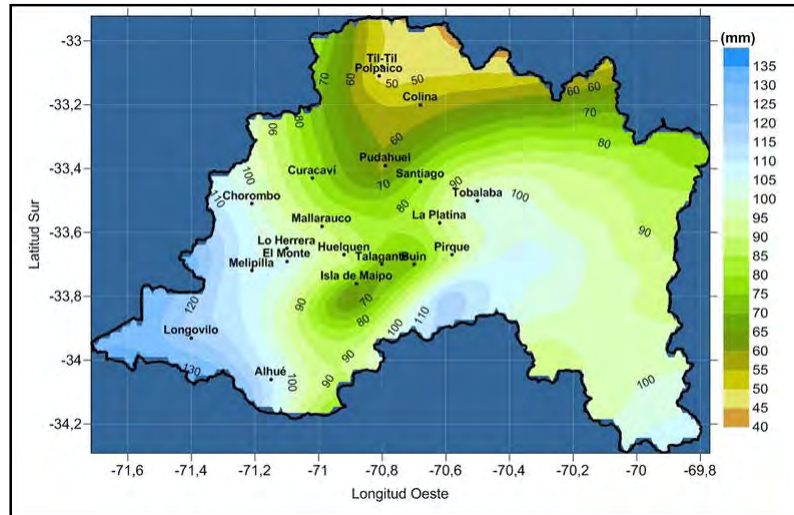 (mm)
-33
-33,2
-33,4
-33,6
-33,8
-34
-34,2
Latitud Sur
Til-Til
Polpaico
50
50
Colina
60
70
80
90
60
60
60
70
80
Pudahuel
70
Santiago
Curacaví
90
100
110
Chorombo
Tobalaba
100
80
La Platina
Mallarauco
90
Lo Herrera
El Monte
Huelquen
Talagante
Buin
Pirque
Melipilla
Isla de Maipo
70
80
90
100
110
120
Longovilo
130
Alhué
100
90
90
100
135
130
125
120
115
110
105
100
95
90
85
80
75
70
65
60
55
50
45
40
-71,6
-71,4
-71,2
-71
-70,8
-70,6
-70,4
-70,2
-70
-69,8
Longitud Oeste